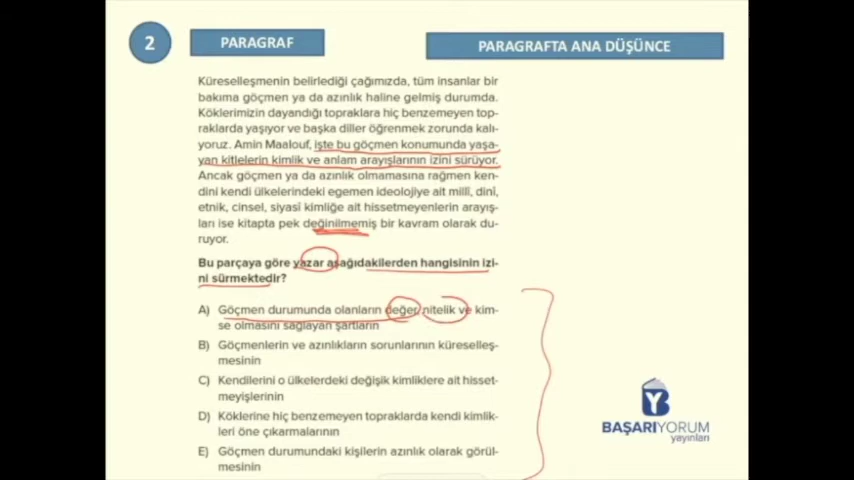 2
PARAGRAF
PARAGRAFTA ANA DÜŞÜNCE
Küreselleşmenin belirlediği çağımızda, tüm insanlar bir
bakıma göçmen ya da azınlık haline gelmiş durumda.
Köklerimizin dayandığı topraklara hiç benzemeyen top-
raklarda yaşıyor ve başka diller öğrenmek zorunda kalı-
yoruz. Amin Maalouf, işte bu göçmen konumunda yaşa-
yan kitlelerin kimlik ve anlam arayışlarının izini sürüyor.
Ancak göçmen ya da azınlık olmamasına rağmen ken-
dini kendi ülkelerindeki egemen ideolojiye ait millî, dinî,
etnik, cinsel, siyasî kimliğe ait hissetmeyenlerin arayış-
ları ise kitapta pek değinilmemiş bir kavram olarak du-
ruyor.
Bu parçaya göre yazar aşağıdakilerden hangisinin izi-
ni sürmektedir?
A) Göçmen durumunda olanların değer, nitelik ve kim-
se olmasını sağlayan şartların
B) Göçmenlerin ve azınlıkların sorunlarının küreselleş-
mesinin
C) Kendilerini o ülkelerdeki değişik kimliklere ait hisset-
meyişlerinin
D) Köklerine hiç benzemeyen topraklarda kendi kimlik-
leri öne çıkarmalarının
E) Göçmen durumundaki kişilerin azınlık olarak görül-
mesinin
BAŞARIYORUM
yayınları